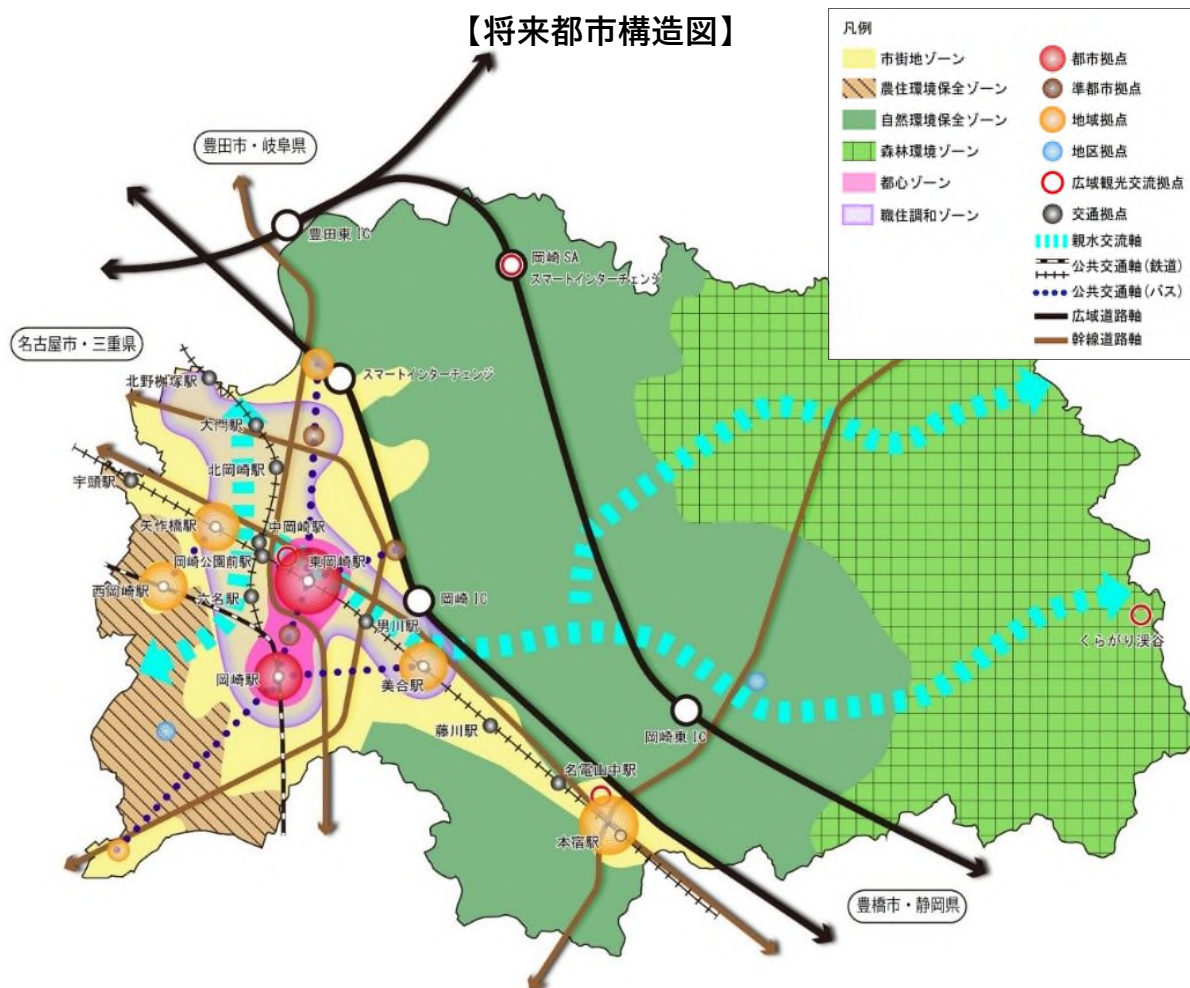 【将来都市構造図】
凡例
市街地ゾーン
農住環境保全ゾーン
自然環境保全ゾーン
森林環境ゾーン
都心ゾーン
職住調和ゾーン
都市拠点
準都市拠点
地域拠点
地区拠点
広域観光交流拠点
交通拠点
親水交流軸
公共交通軸(鉄道)
公共交通軸(バス)
広域道路軸
幹線道路軸
豊田市・岐阜県
豊田東IC
岡崎SA
スマートインターチェンジ
名古屋市・三重県
スマートインターチェンジ
北野桝塚駅
大門駅
北岡崎駅
宇頭駅
矢作橋駅
中岡崎駅
岡崎公園前駅
東岡崎駅
西岡崎駅
六名駅
岡崎IC
男川駅
くらがり渓谷
岡崎駅
美合駅
藤川駅
岡崎東IC
名電山中駅
本宿駅
豊橋市・静岡県